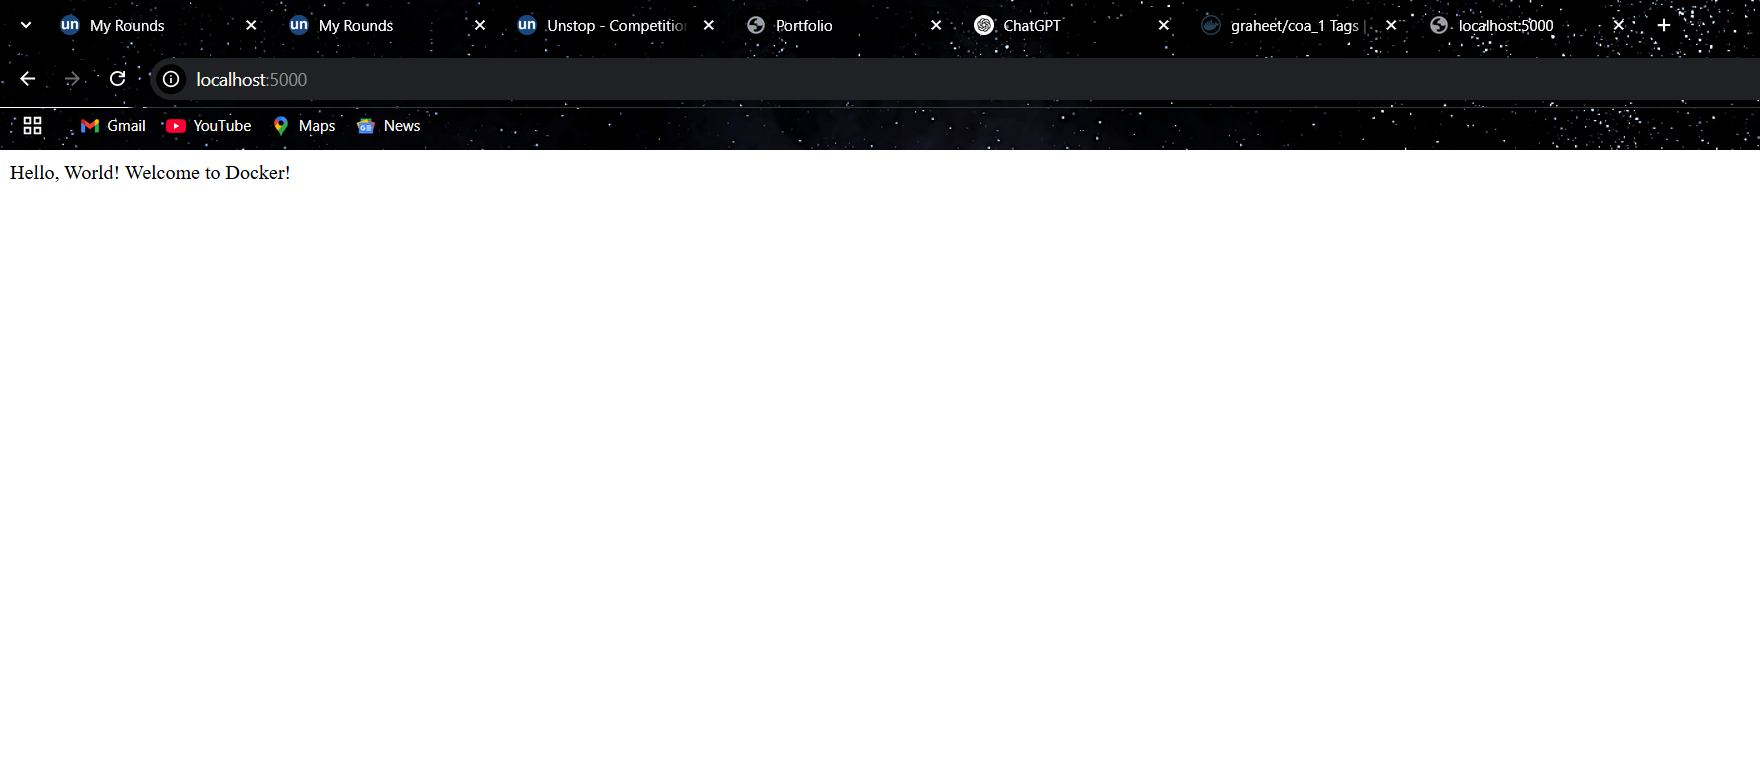 un My Rounds un My Rounds un Unstop - Competitio Portfolio ChatGPT graheet/coa_1 Tags | localhost:5000
localhost:5000
Gmail YouTube Maps News
Hello, World! Welcome to Docker!